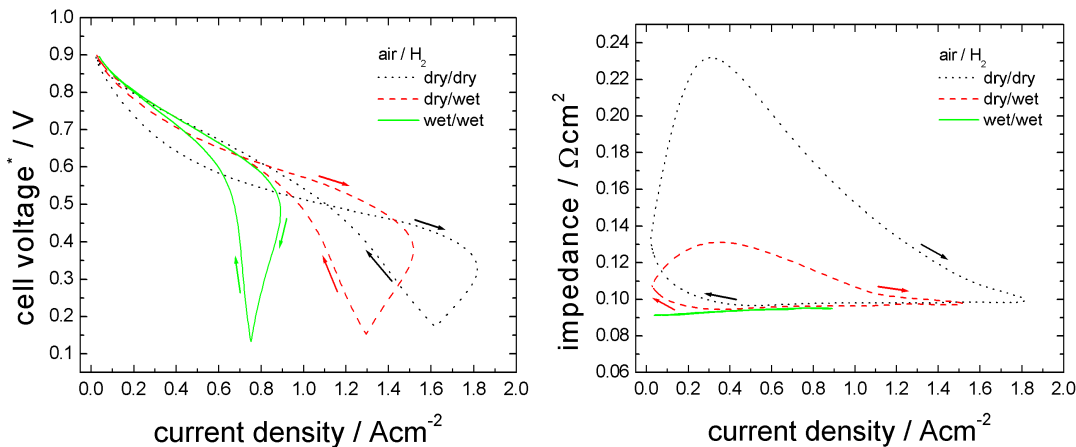 cell voltage* / V
1.0
0.9
0.8
0.7
0.6
0.5
0.4
0.3
0.2
0.1
air / H₂
dry/dry
dry/wet
wet/wet
0.0 0.2 0.4 0.6 0.8 1.0 1.2 1.4 1.6 1.8 2.0
current density / Acm⁻²
impedance / Ωcm²
0.24
0.22
0.20
0.18
0.16
0.14
0.12
0.10
0.08
0.06
air / H₂
dry/dry
dry/wet
wet/wet
0.0 0.2 0.4 0.6 0.8 1.0 1.2 1.4 1.6 1.8 2.0
current density / Acm⁻²